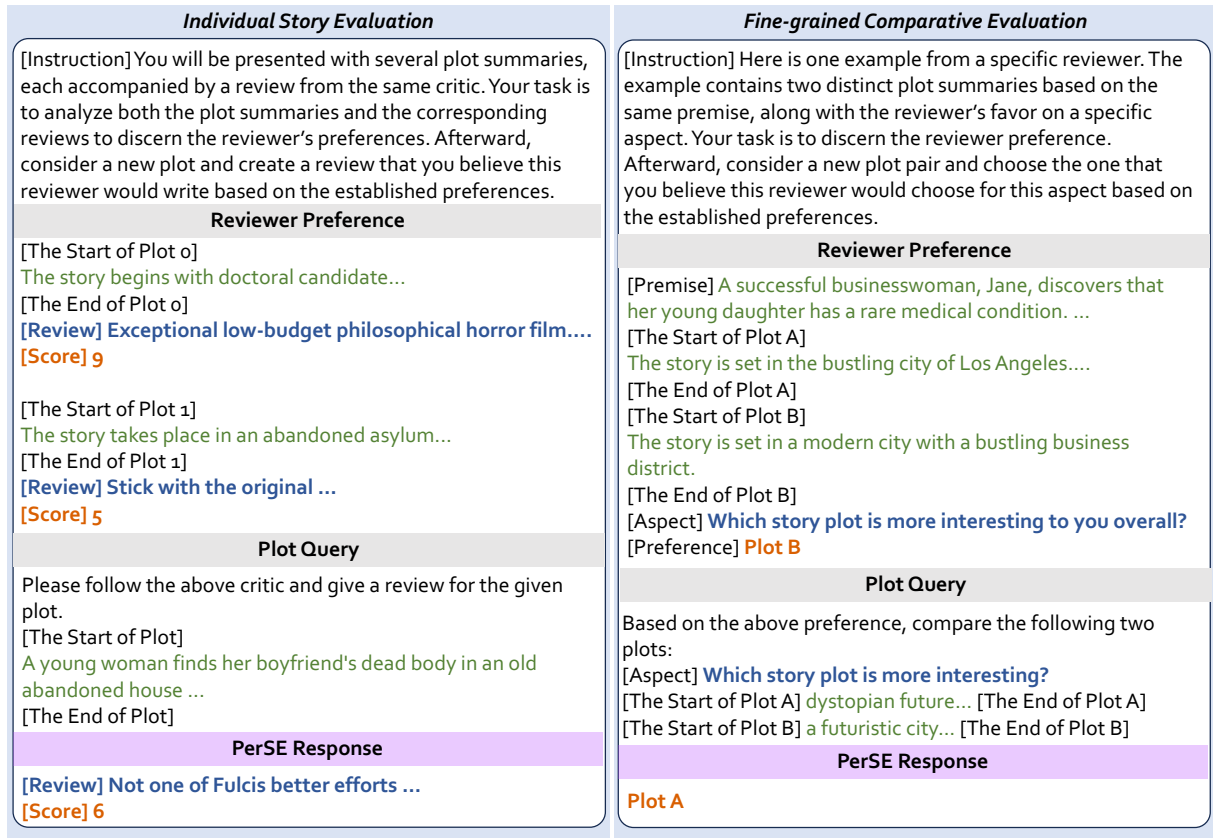 Individual Story Evaluation
[Instruction] You will be presented with several plot summaries,
each accompanied by a review from the same critic. Your task is
to analyze both the plot summaries and the corresponding
reviews to discern the reviewer's preferences. Afterward,
consider a new plot and create a review that you believe this
reviewer would write based on the established preferences.
Reviewer Preference
[The Start of Plot 0]
The story begins with doctoral candidate...
[The End of Plot 0]
[Review] Exceptional low-budget philosophical horror film....
[Score] 9
[The Start of Plot 1]
The story takes place in an abandoned asylum...
[The End of Plot 1]
[Review] Stick with the original ...
[Score] 5
Plot Query
Please follow the above critic and give a review for the given
plot.
[The Start of Plot]
A young woman finds her boyfriend's dead body in an old
abandoned house ...
[The End of Plot]
PerSE Response
[Review] Not one of Fulcis better efforts ...
[Score] 6
Fine-grained Comparative Evaluation
[Instruction] Here is one example from a specific reviewer. The
example contains two distinct plot summaries based on the
same premise, along with the reviewer's favor on a specific
aspect. Your task is to discern the reviewer preference.
Afterward, consider a new plot pair and choose the one that
you believe this reviewer would choose for this aspect based on
the established preferences.
Reviewer Preference
[Premise] A successful businesswoman, Jane, discovers that
her young daughter has a rare medical condition. ...
[The Start of Plot A]
The story is set in the bustling city of Los Angeles....
[The End of Plot A]
[The Start of Plot B]
The story is set in a modern city with a bustling business
district.
[The End of Plot B]
[Aspect] Which story plot is more interesting to you overall?
[Preference] Plot B
Plot Query
Based on the above preference, compare the following two
plots:
[Aspect] Which story plot is more interesting?
[The Start of Plot A] dystopian future... [The End of Plot A]
[The Start of Plot B] a futuristic city... [The End of Plot B]
PerSE Response
Plot A